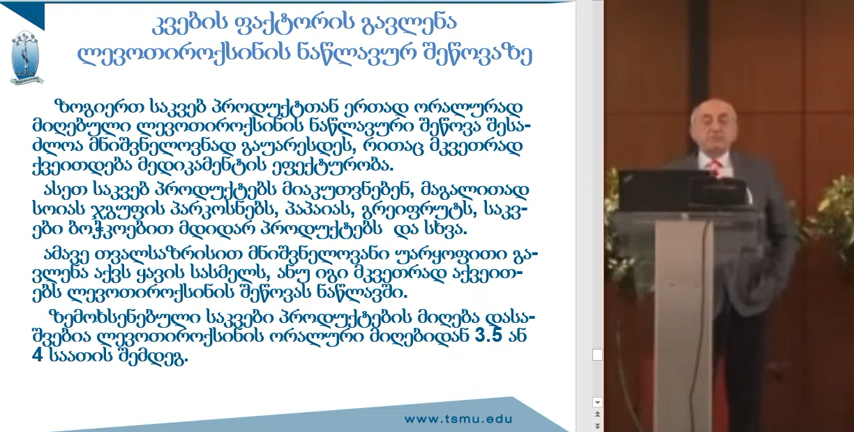 კვების ფაქტორის გავლენა
ლევოთიროქსინის ნაწლავურ შეწოვაზე
ზოგიერთ საკვებ პროდუქტთან ერთად ორალურად
მიღებული ლევოთიროქსინის ნაწლავური შეწოვა შესა-
ძლოა მნიშვნელოვნად გაუარესდეს, რითაც მკვეთრად
ქვეითდება მედიკამენტის ეფექტურობა.
ასეთ საკვებ პროდუქტებს მიაკუთვნებენ, მაგალითად
სოიას ჯგუფის პარკოსნებს, პაპაიას, გრეიფრუტს, საკვ-
ები ბოჭკოებით მდიდარ პროდუქტებს და სხვა.
ამავე თვალსაზრისით მნიშვნელოვანი უარყოფითი გა-
ვლენა აქვს ყავის სასმელს, ანუ იგი მკვეთრად აქვეით-
ებს ლევოთიროქსინის შეწოვას ნაწლავში.
ზემოხსენებული საკვები პროდუქტების მიღება დასა-
შვებია ლევოთიროქსინის ორალური მიღებიდან 3.5 ან
4 საათის შემდეგ.
www.tsmu.edu